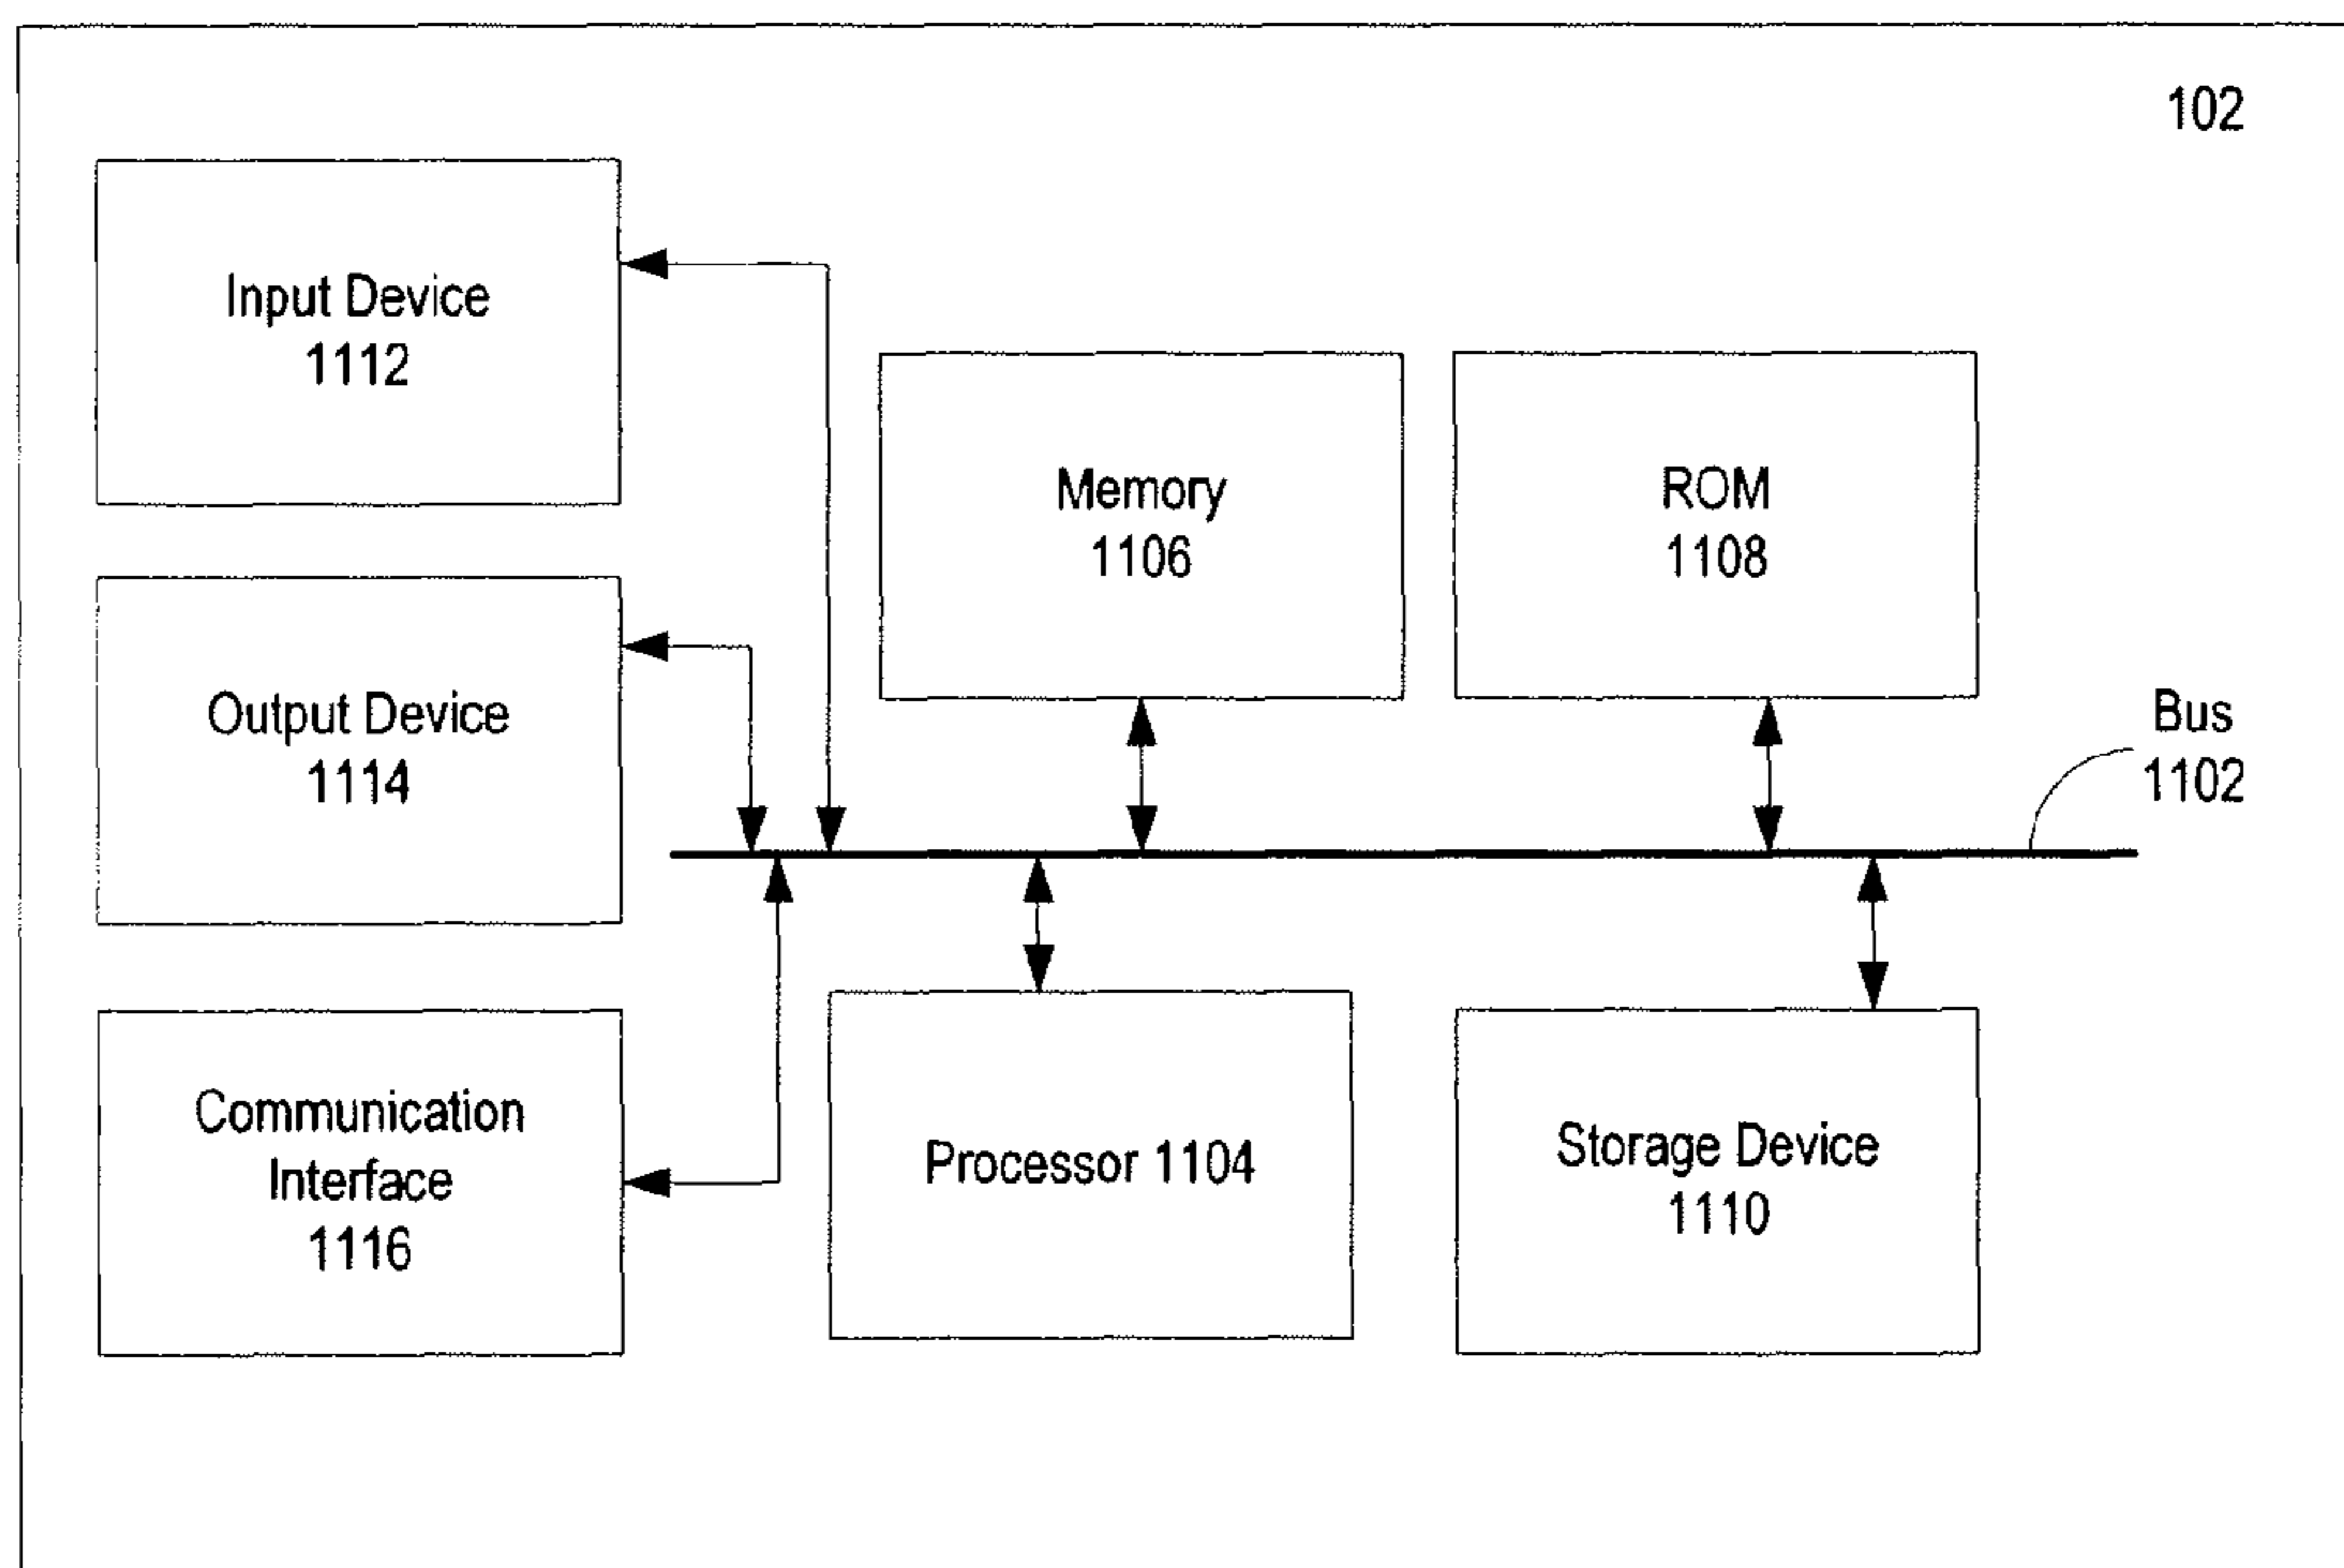 102
Input Device
1112
Memory
1106
ROM
1108
Output Device
1114
Bus
1102
Communication
Interface
1116
Processor 1104
Storage Device
1110